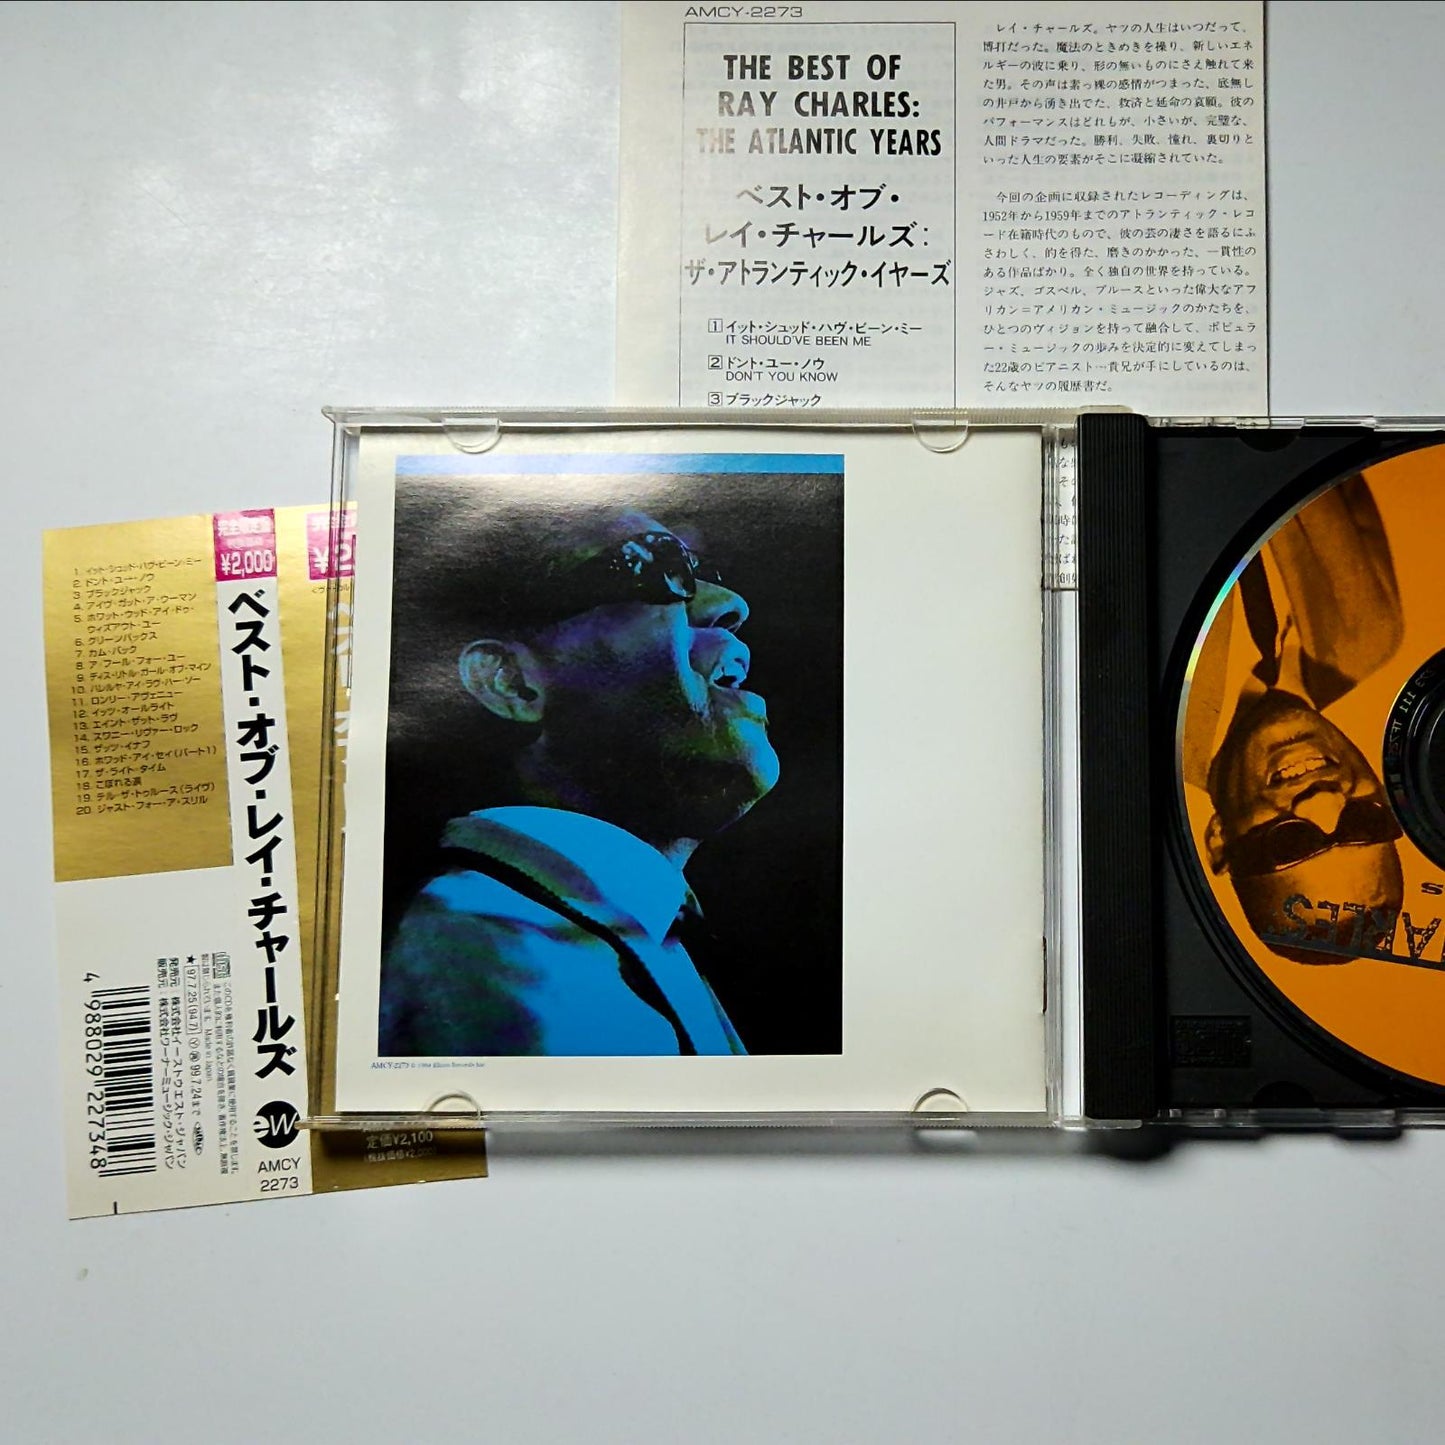 AMCY-2273
THE BEST OF
RAY CHARLES:
THE ATLANTIC YEARS
ベスト・オブ・
レイ・チャールズ:
ザ・アトランティック・イヤーズ
1 イット・シュッド・ハヴ・ビーン・ミー
IT SHOULD'VE BEEN ME
2 ドント・ユー・ノウ
DON'T YOU KNOW
3 ブラックジャック
レイ・チャールズ。ヤツの人生はいつだって、
博打だった。魔法のときめきを操り、新しいエネ
ルギーの波に乗り、形の無いものにさえ触れて来
た男。その声は素っ裸の感情がつまった、底無し
の井戸から湧き出でた、救済と延命の哀願。彼の
パフォーマンスはどれもが、小さいが、完璧な、
人間ドラマだった。勝利、失敗、憧れ、裏切りと
いった人生の要素がそこに凝縮されていた。
今回の企画に収録されたレコーディングは、
1952年から1959年までのアトランティック・レコ
ード在籍時代のもので、彼の芸の凄さを語るにふ
さわしく、的を得た、磨きのかかった、一貫性の
ある作品ばかり。全く独自の世界を持っている。
ジャズ、ゴスペル、ブルースといった偉大なアフ
リカン=アメリカン・ミュージックのかたちを、
ひとつのヴィジョンを持って融合して、ポピュラ
ー・ミュージックの歩みを決定的に変えてしまっ
た22歳のピアニスト…貴兄が手にしているのは、
そんなヤツの履歴書だ。
1. イット・シュッド・ハヴ・ビーン・ミー
2. ドント・ユー・ノウ
3. ブラックジャック
4. アイヴ・ガット・ア・ウーマン
5. ホワット・ウッド・アイ・ドゥ・
ウィズアウト・ユー
6. グリーンバックス
7. カム・バック
8. ア・フール・フォー・ユー
9. ディス・リトル・ガール・オブ・マイン
10. ハレルヤ・アイ・ラヴ・ハー・ソー
11. ロンリー・アヴェニュー
12. イッツ・オールライト
13. エイント・ザット・ラヴ
14. スワニー・リヴァー・ロック
15. ザッツ・イナフ
16. ホワッド・アイ・セイ(パート1)
17. ザ・ライト・タイム
18. こぼれる涙
19. テル・ザ・トゥルース(ライヴ)
20. ジャスト・フォー・ア・スリル
完全限定盤
¥2,000
ベスト・オブ・レイ・チャールズ
eW
AMCY
2273
Made in Japan
★97.7.25(94.7)
99.7.24まで
発売元:株式会社イーストウエスト・ジャパン
販売元:株式会社ワーナーミュージック・ジャパン
4 988029 227348
定価¥2,100
(税抜価格¥2,000)
AMCY-2273